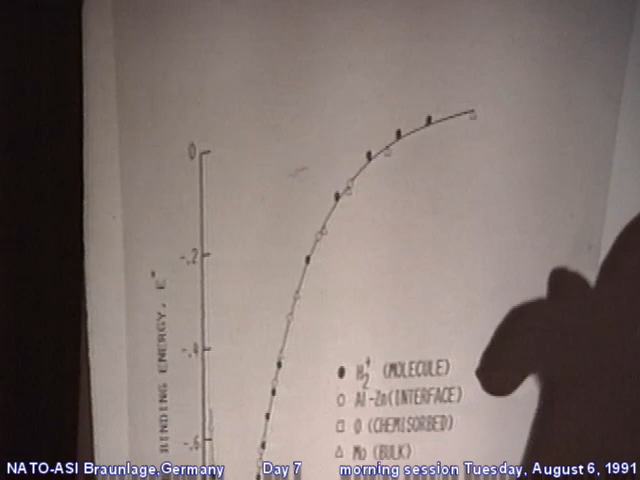 0
-.2
-.4
-.6
BINDING ENERGY, E*
● H₂⁺ (MOLECULE)
○ Al-Zn(INTERFACE)
□ O (CHEMISORBED)
△ Mo (BULK)
NATO-ASI Braunlage,Germany Day 7 morning session Tuesday, August 6, 1991